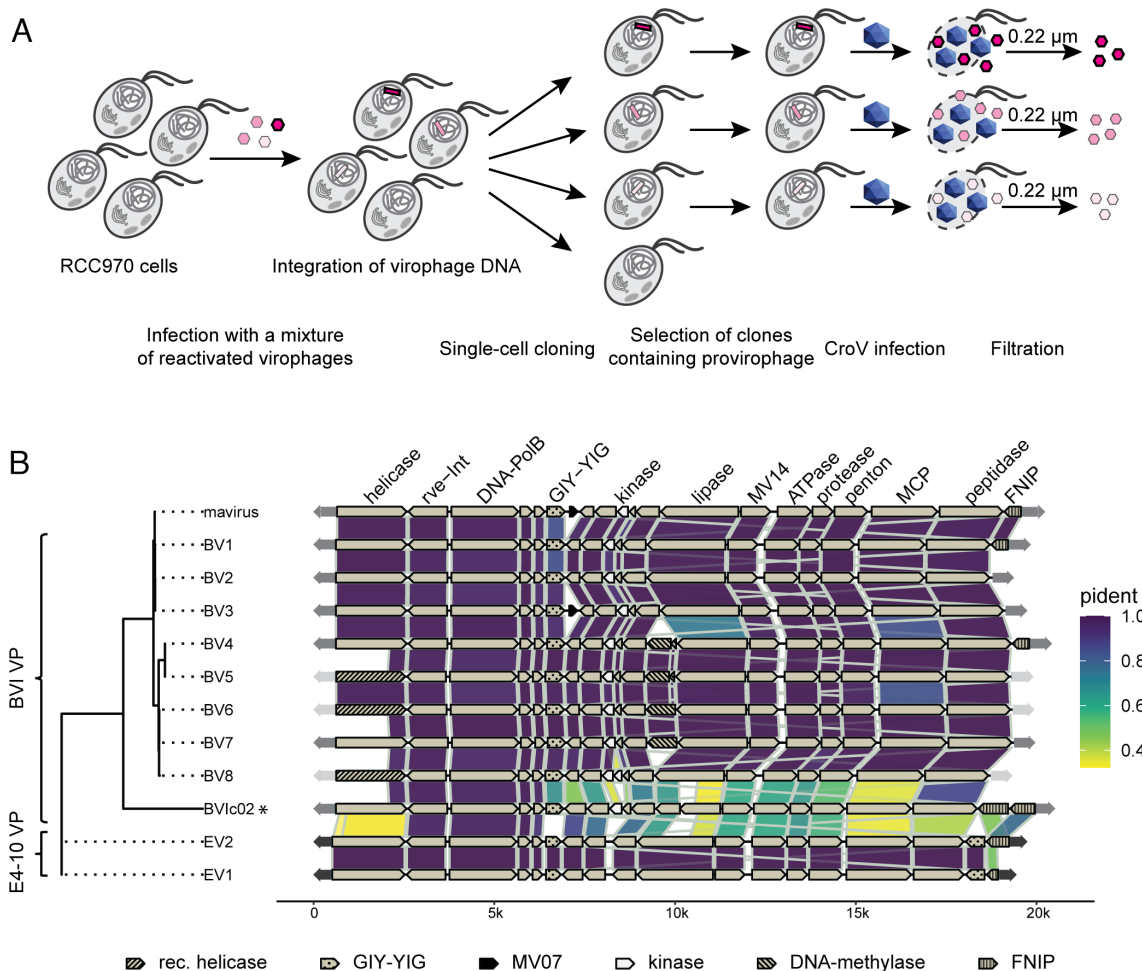 A
0.22 µm
0.22 µm
0.22 µm
RCC970 cells
Integration of virophage DNA
Infection with a mixture
of reactivated virophages
Single-cell cloning
Selection of clones
containing provirophage
CroV infection
Filtration
B
helicase
rve−Int
DNA-PolB
GIY−YIG
kinase
lipase
MV14
ATPase
protease
penton
MCP
peptidase
FNIP
mavirus
BV1
BV2
BV3
BV4
BV5
BV6
BV7
BV8
BVIc02 *
EV2
EV1
BVI VP
E4-10 VP
pident
1.0
0.8
0.6
0.4
0
5k
10k
15k
20k
rec. helicase
GIY-YIG
MV07
kinase
DNA-methylase
FNIP